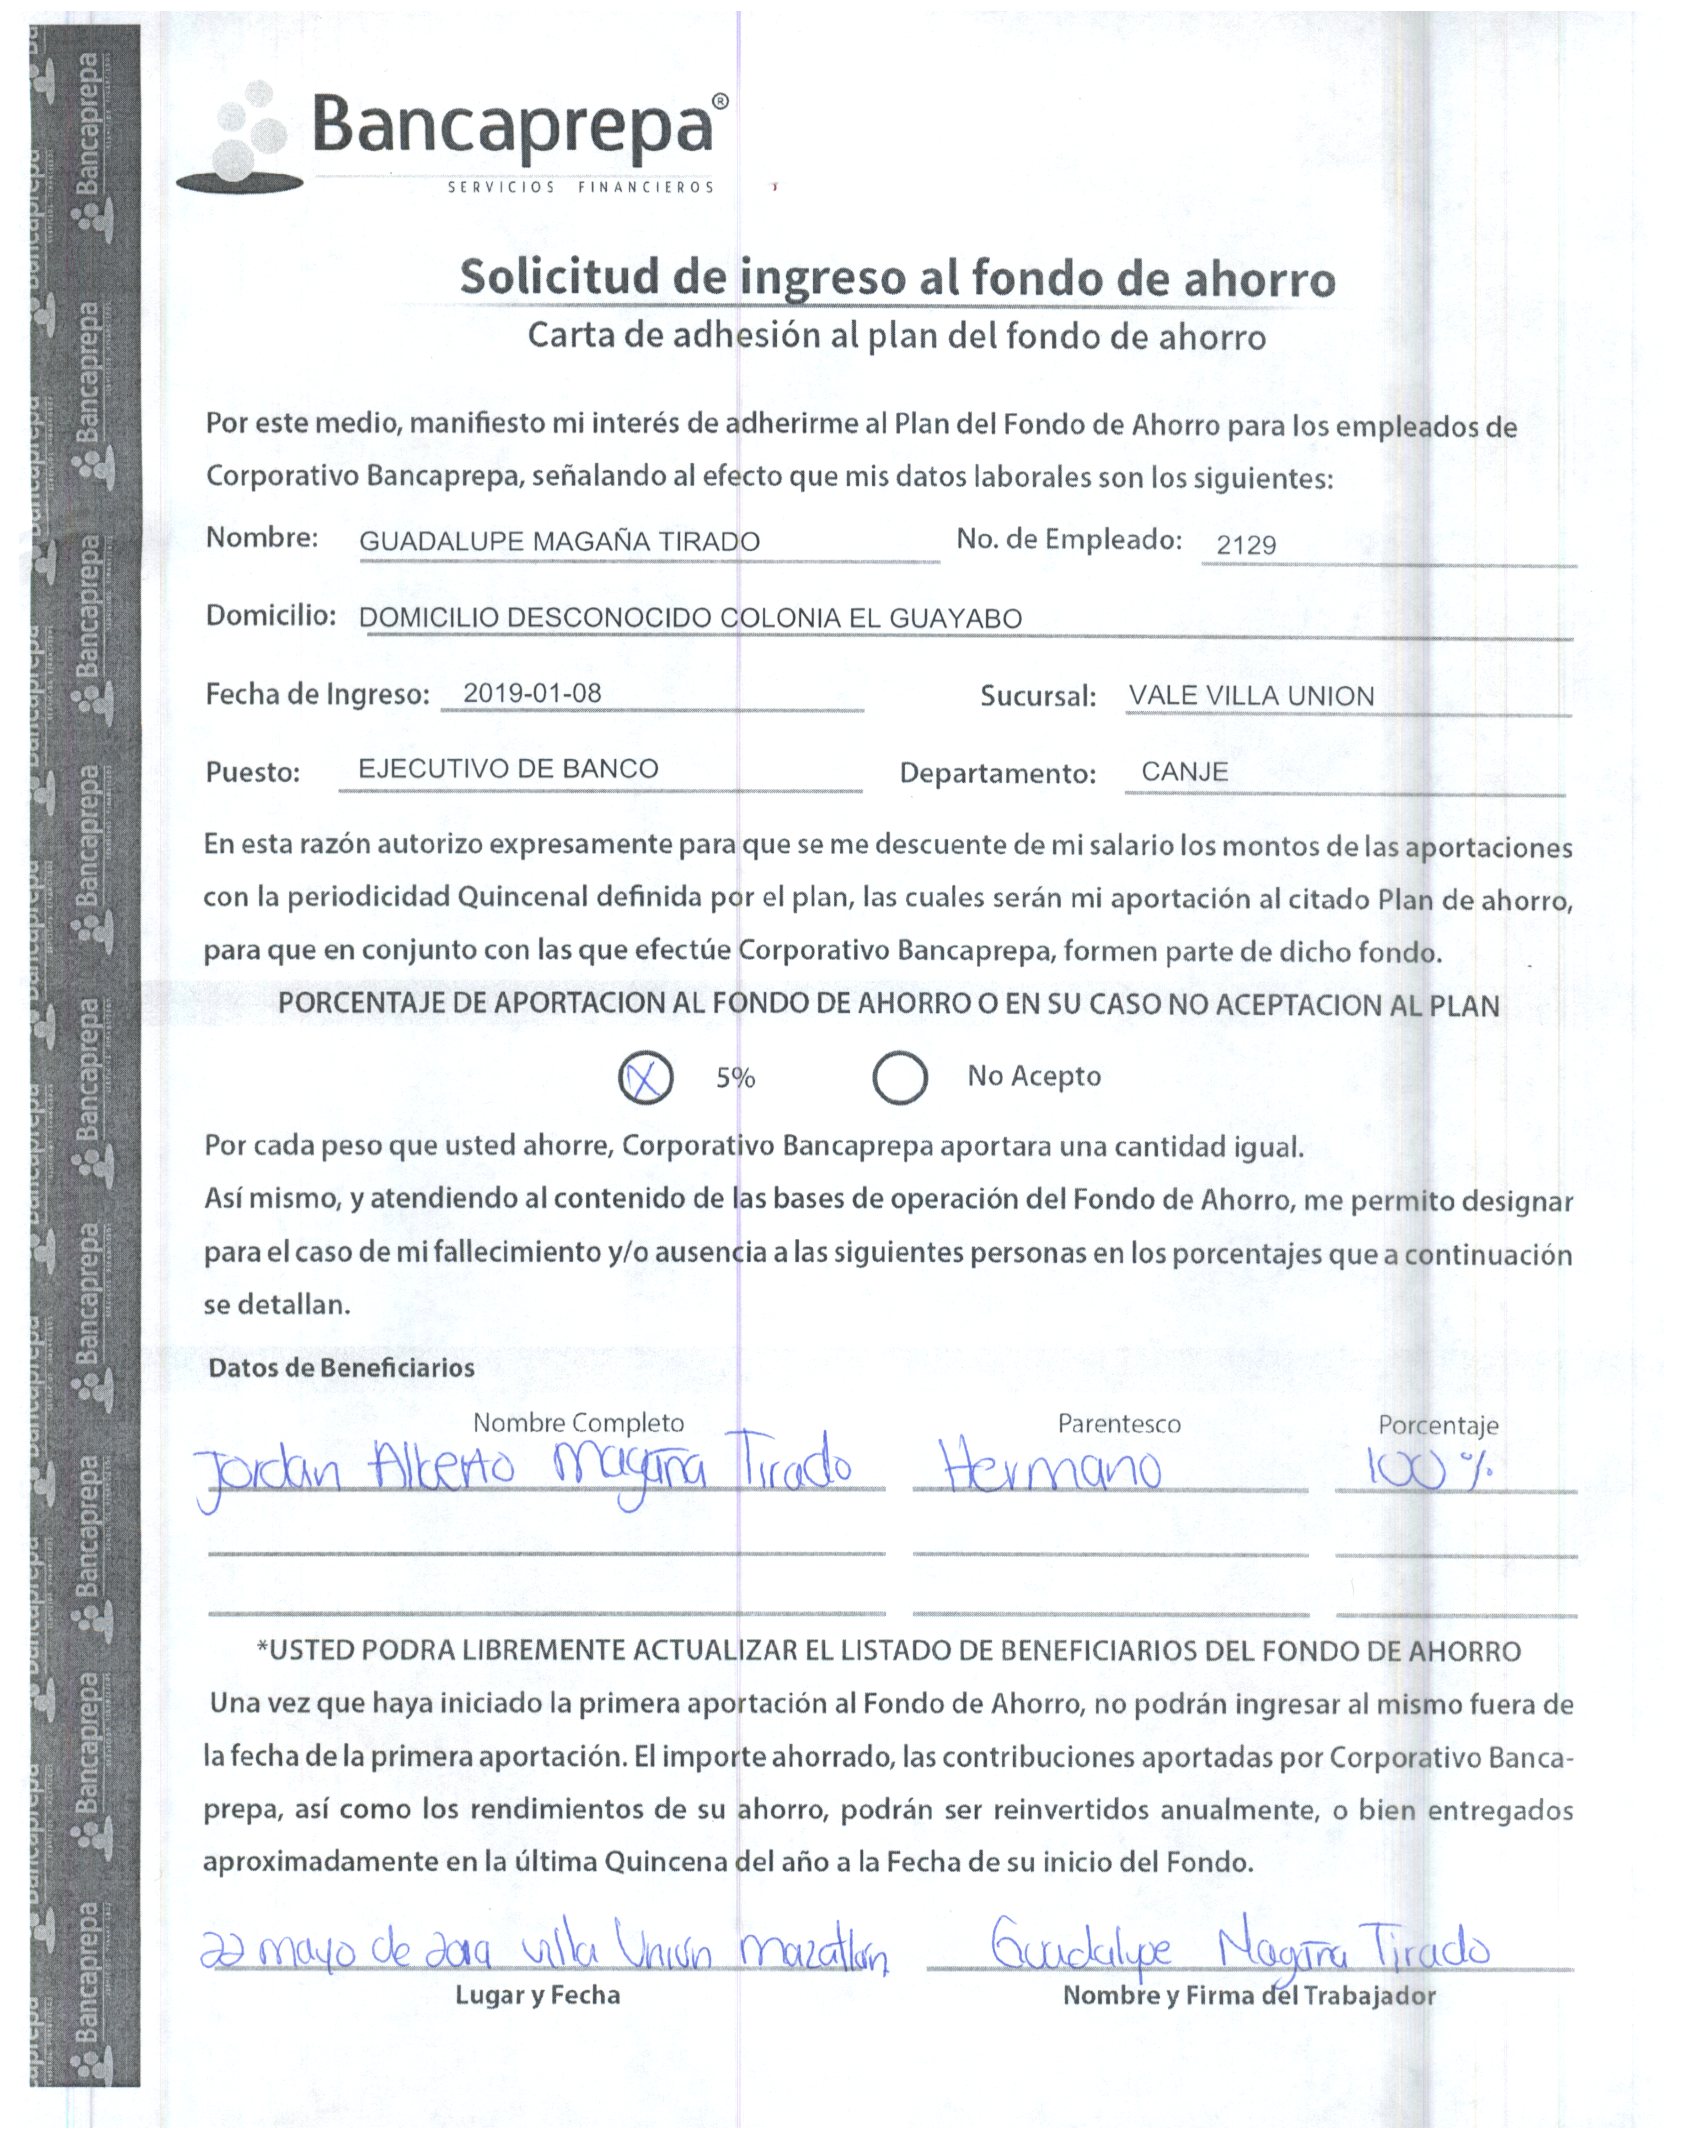 Bancaprepa®
SERVICIOS FINANCIEROS
Solicitud de ingreso al fondo de ahorro
Carta de adhesión al plan del fondo de ahorro
Por este medio, manifiesto mi interés de adherirme al Plan del Fondo de Ahorro para los empleados de
Corporativo Bancaprepa, señalando al efecto que mis datos laborales son los siguientes:
Nombre: GUADALUPE MAGAÑA TIRADO No. de Empleado: 2129
Domicilio: DOMICILIO DESCONOCIDO COLONIA EL GUAYABO
Fecha de Ingreso: 2019-01-08 Sucursal: VALE VILLA UNION
Puesto: EJECUTIVO DE BANCO Departamento: CANJE
En esta razón autorizo expresamente para que se me descuente de mi salario los montos de las aportaciones
con la periodicidad Quincenal definida por el plan, las cuales serán mi aportación al citado Plan de ahorro,
para que en conjunto con las que efectúe Corporativo Bancaprepa, formen parte de dicho fondo.
PORCENTAJE DE APORTACION AL FONDO DE AHORRO O EN SU CASO NO ACEPTACION AL PLAN
X 5% No Acepto
Por cada peso que usted ahorre, Corporativo Bancaprepa aportara una cantidad igual.
Así mismo, y atendiendo al contenido de las bases de operación del Fondo de Ahorro, me permito designar
para el caso de mi fallecimiento y/o ausencia a las siguientes personas en los porcentajes que a continuación
se detallan.
Datos de Beneficiarios
Nombre Completo Parentesco Porcentaje
Jordan Alberto Magaña Tirado Hermano 100 %
*USTED PODRA LIBREMENTE ACTUALIZAR EL LISTADO DE BENEFICIARIOS DEL FONDO DE AHORRO
Una vez que haya iniciado la primera aportación al Fondo de Ahorro, no podrán ingresar al mismo fuera de
la fecha de la primera aportación. El importe ahorrado, las contribuciones aportadas por Corporativo Banca-
prepa, así como los rendimientos de su ahorro, podrán ser reinvertidos anualmente, o bien entregados
aproximadamente en la última Quincena del año a la Fecha de su inicio del Fondo.
22 mayo de 2019 villa Unión Mazatlán Guadalupe Magaña Tirado
Lugar y Fecha Nombre y Firma del Trabajador